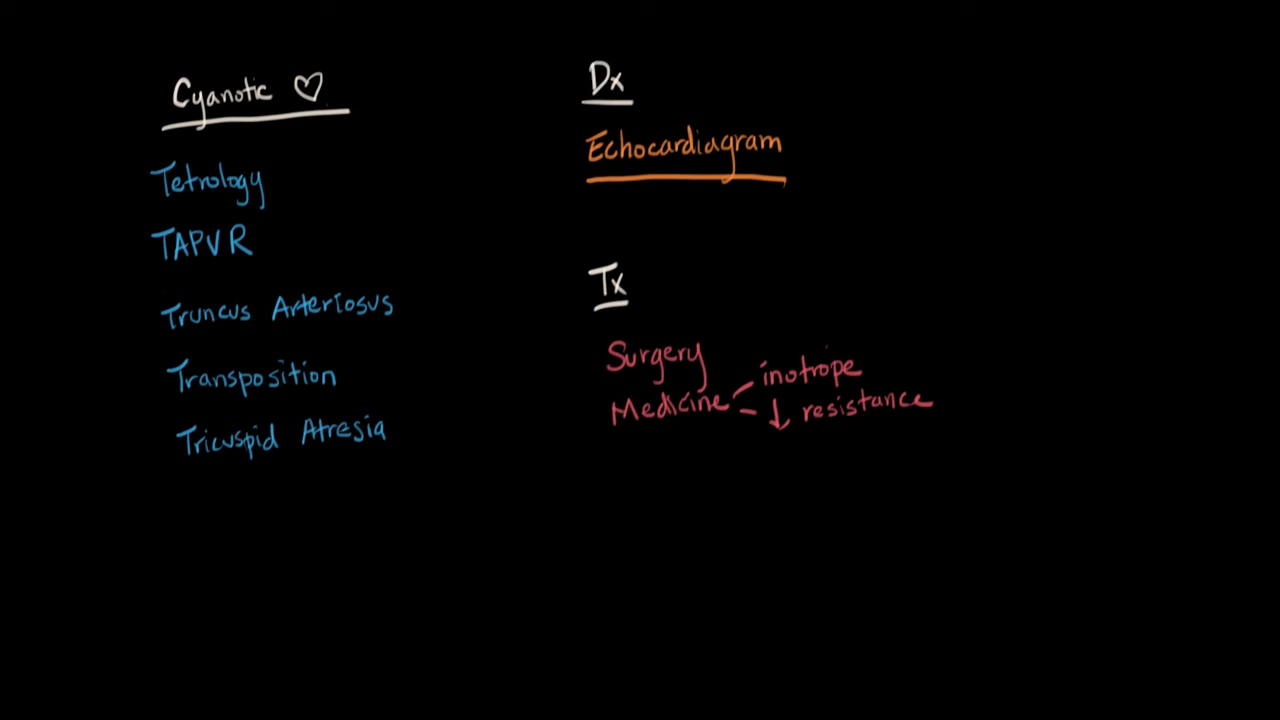 Cyanotic ♡
Tetrology
TAPVR
Truncus Arteriosus
Transposition
Tricuspid Atresia
Dx
Echocardiagram
Tx
Surgery
Medicine
inotrope
↓ resistance